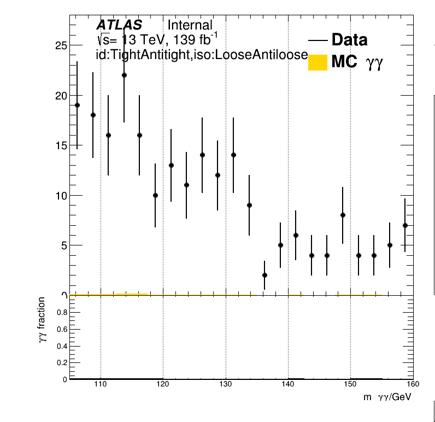 ATLAS Internal
√s= 13 TeV, 139 fb-1
id:TightAntitight,iso:LooseAntiloose
Data
MC γγ
25
20
15
10
5
0
γγ fraction
0.8
0.6
0.4
0.2
0
110 120 130 140 150 160
m γγ/GeV